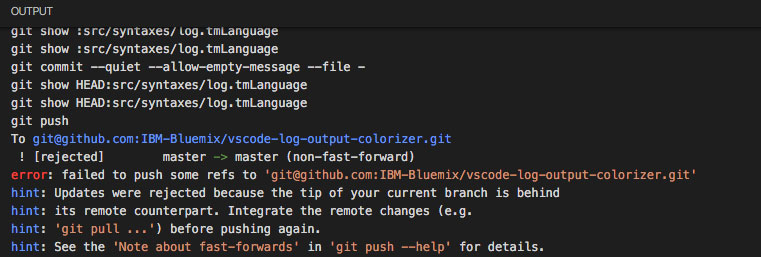 OUTPUT
git show :src/syntaxes/log.tmLanguage
git show :src/syntaxes/log.tmLanguage
git commit --quiet --allow-empty-message --file -
git show HEAD:src/syntaxes/log.tmLanguage
git show HEAD:src/syntaxes/log.tmLanguage
git push
To git@github.com:IBM-Bluemix/vscode-log-output-colorizer.git
 ! [rejected]        master -> master (non-fast-forward)
error: failed to push some refs to 'git@github.com:IBM-Bluemix/vscode-log-output-colorizer.git'
hint: Updates were rejected because the tip of your current branch is behind
hint: its remote counterpart. Integrate the remote changes (e.g.
hint: 'git pull ...') before pushing again.
hint: See the 'Note about fast-forwards' in 'git push --help' for details.